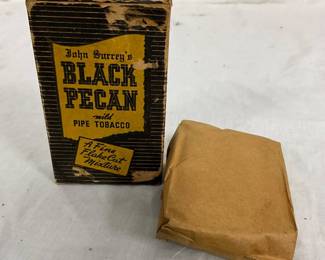 John Surrey's
BLACK
PECAN
mild
PIPE TOBACCO
A Fine
Flake Cut
Mixture